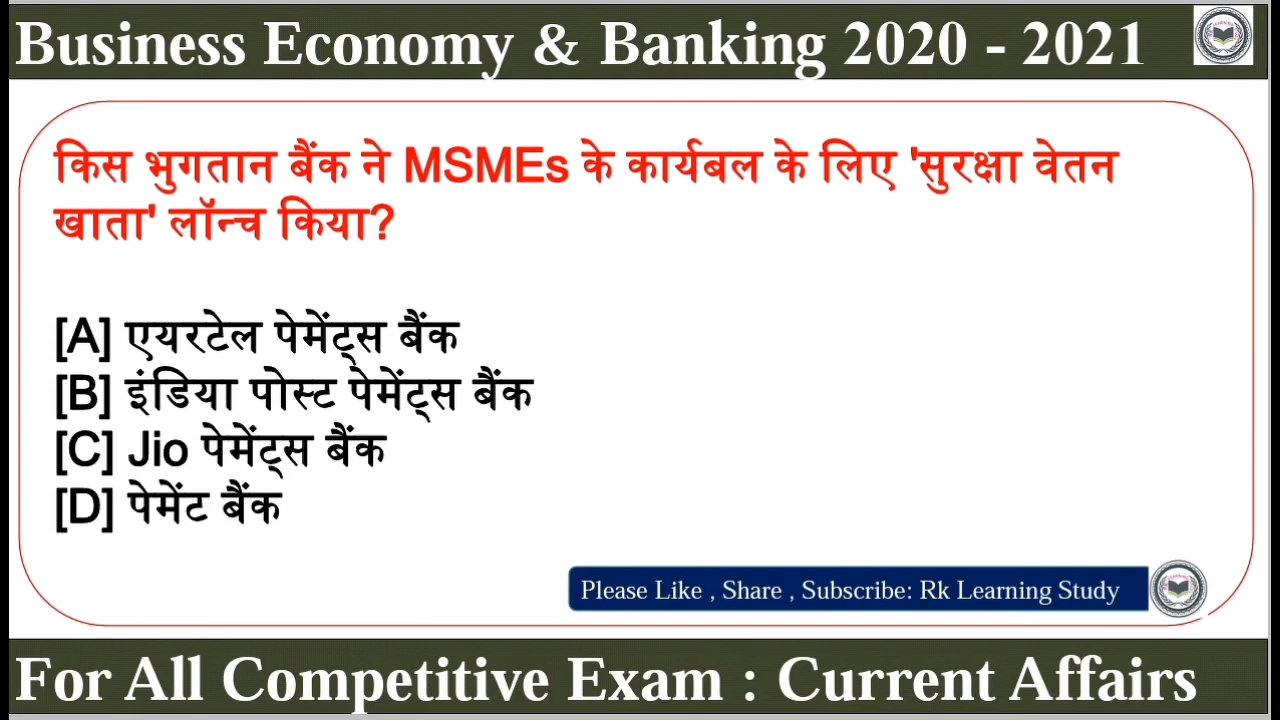 Business Economy & Banking 2020 - 2021
किस भुगतान बैंक ने MSMEs के कार्यबल के लिए 'सुरक्षा वेतन
खाता' लॉन्च किया?
[A] एयरटेल पेमेंट्स बैंक
[B] इंडिया पोस्ट पेमेंट्स बैंक
[C] Jio पेमेंट्स बैंक
[D] पेमेंट बैंक
Please Like , Share , Subscribe: Rk Learning Study
For All Competitive Exam : Current Affairs